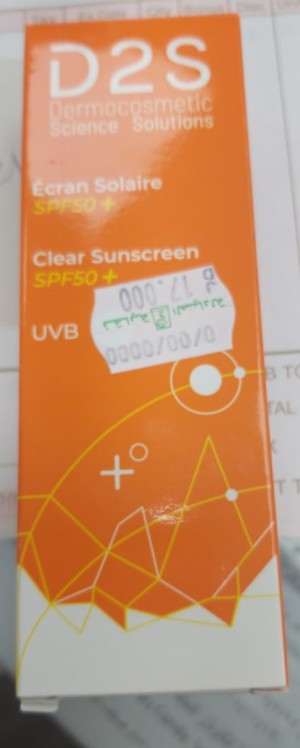 D2S
Dermocosmetic
Science Solutions
Écran Solaire
SPF50+
Clear Sunscreen
SPF50+
UVB
17.000
0/00/0000